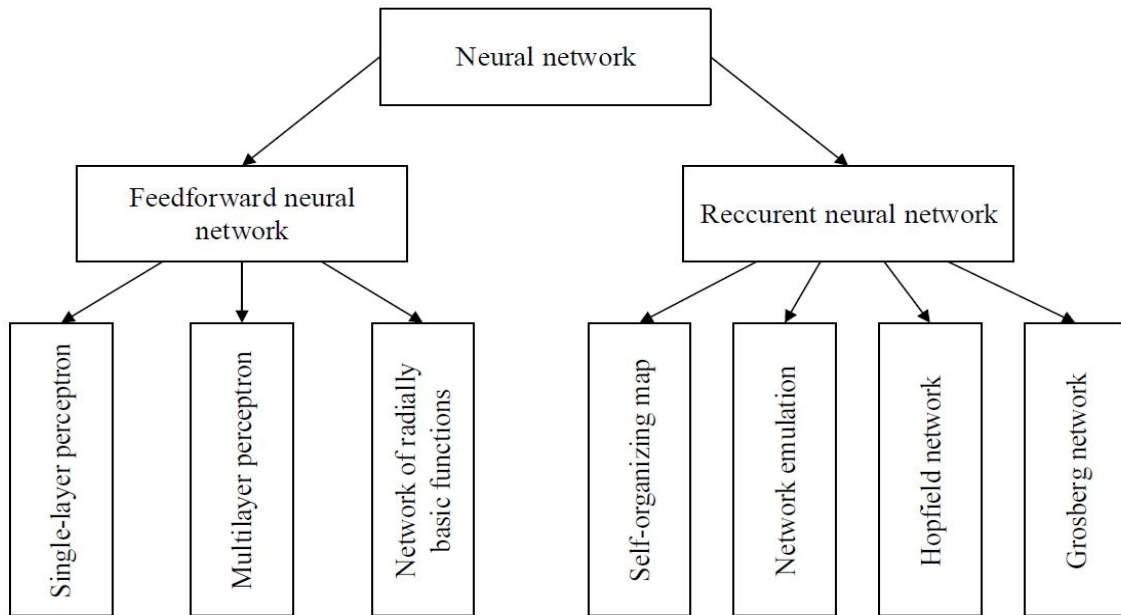 Neural network
Feedforward neural
network
Reccurent neural network
Single-layer perceptron
Multilayer perceptron
Network of radially
basic functions
Self-organizing map
Network emulation
Hopfield network
Grosberg network